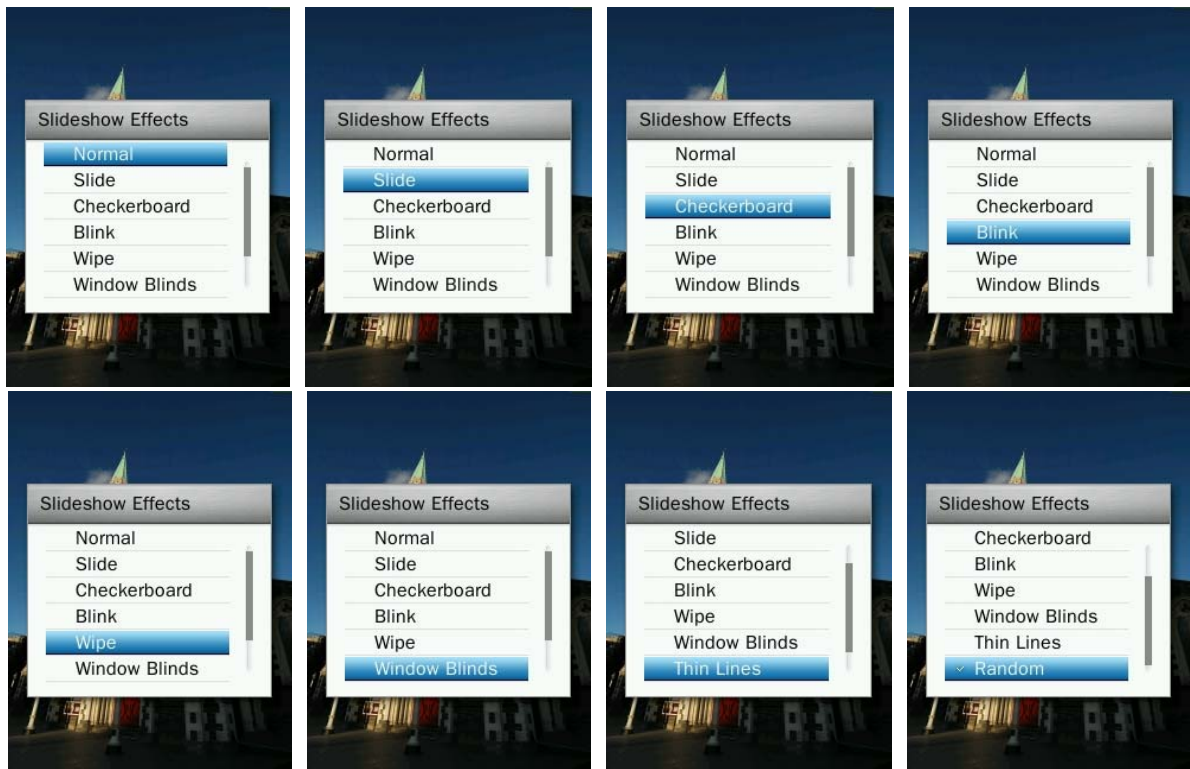 Slideshow Effects
Normal
Slide
Checkerboard
Blink
Wipe
Window Blinds
Slideshow Effects
Normal
Slide
Checkerboard
Blink
Wipe
Window Blinds
Slideshow Effects
Normal
Slide
Checkerboard
Blink
Wipe
Window Blinds
Slideshow Effects
Normal
Slide
Checkerboard
Blink
Wipe
Window Blinds
Slideshow Effects
Normal
Slide
Checkerboard
Blink
Wipe
Window Blinds
Slideshow Effects
Normal
Slide
Checkerboard
Blink
Wipe
Window Blinds
Slideshow Effects
Slide
Checkerboard
Blink
Wipe
Window Blinds
Thin Lines
Slideshow Effects
Checkerboard
Blink
Wipe
Window Blinds
Thin Lines
Random